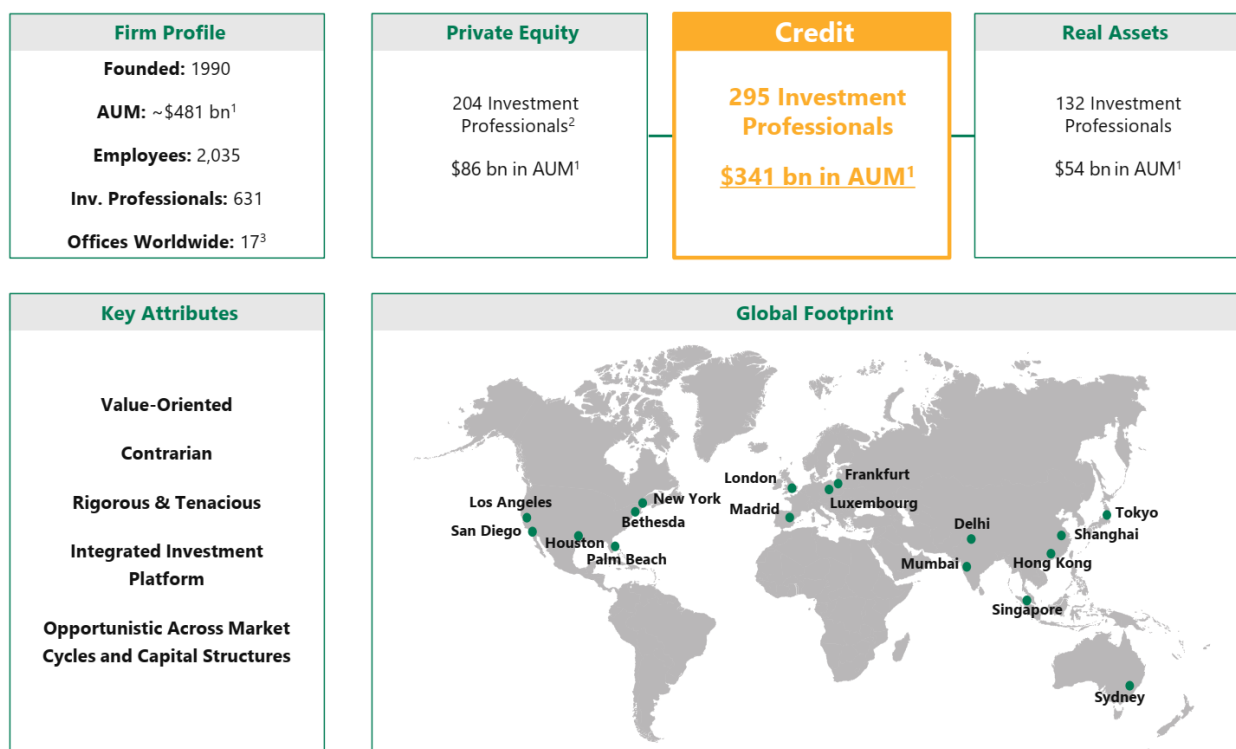 Firm Profile
Founded: 1990
AUM: ~$481 bn¹
Employees: 2,035
Inv. Professionals: 631
Offices Worldwide: 17³
Private Equity
204 Investment
Professionals²
$86 bn in AUM¹
Credit
295 Investment
Professionals
$341 bn in AUM¹
Real Assets
132 Investment
Professionals
$54 bn in AUM¹
Key Attributes
Value-Oriented
Contrarian
Rigorous & Tenacious
Integrated Investment
Platform
Opportunistic Across Market
Cycles and Capital Structures
Global Footprint
Los Angeles
San Diego
Houston
New York
Bethesda
Palm Beach
London
Madrid
Frankfurt
Luxembourg
Delhi
Mumbai
Tokyo
Shanghai
Hong Kong
Singapore
Sydney